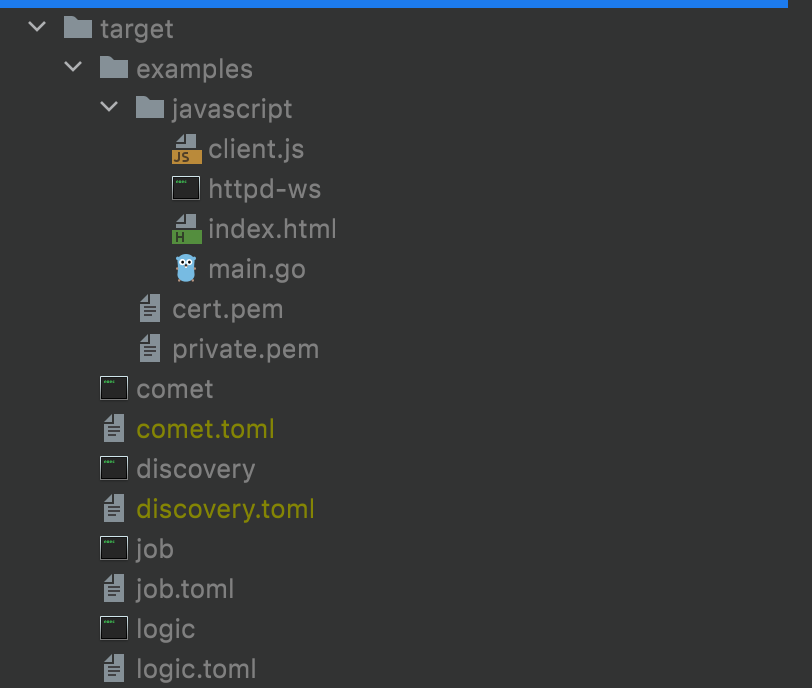 target
examples
javascript
JS client.js
httpd-ws
H index.html
main.go
cert.pem
private.pem
comet
comet.toml
discovery
discovery.toml
job
job.toml
logic
logic.toml